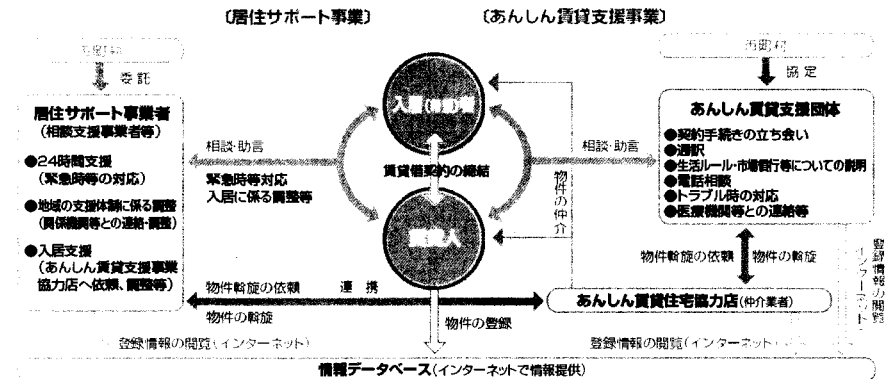 〔居住サポート事業〕
〔あんしん賃貸支援事業〕
市町村
委託
居住サポート事業者
(相談支援事業者等)
●24時間支援
(緊急時等の対応)
●地域の支援体制に係る調整
(関係機関等との連絡・調整)
●入居支援
(あんしん賃貸支援事業
協力店へ依頼、調整等)
相談・助言
緊急時等対応
入居に係る調整等
入居(希望)者
賃貸借契約の締結
賃貸人
相談・助言
物件の仲介
市町村
協定
あんしん賃貸支援団体
●契約手続きの立ち会い
●通訳
●生活ルール・市場慣行等についての説明
●電話相談
●トラブル時の対応
●医療機関等との連絡等
物件斡旋の依頼
物件の斡旋
あんしん賃貸住宅協力店(仲介業者)
物件斡旋の依頼 連携
物件の斡旋
物件の登録
登録情報の閲覧(インターネット)
登録情報の閲覧(インターネット)
登録情報の閲覧
(インターネット)
情報データベース(インターネットで情報提供)